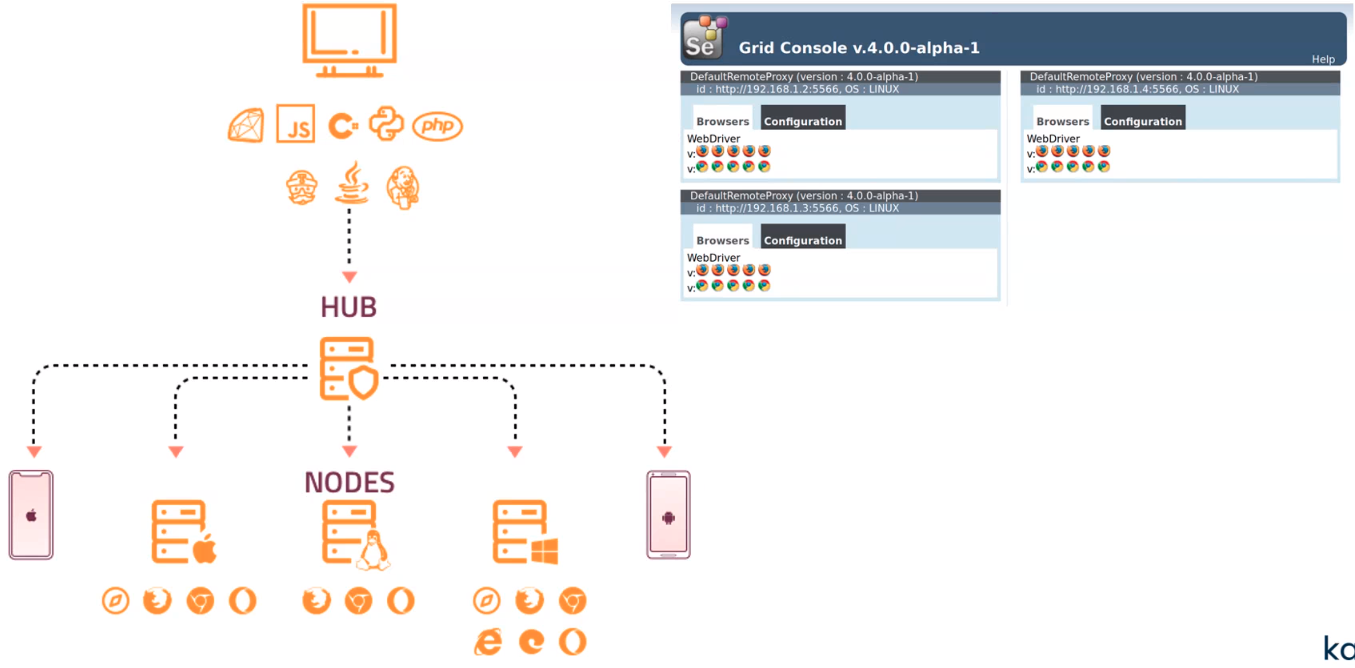 JS
php
HUB
NODES
Se
Grid Console v.4.0.0-alpha-1
Help
DefaultRemoteProxy (version : 4.0.0-alpha-1)
id : http://192.168.1.2:5566, OS : LINUX
Browsers Configuration
WebDriver
v:
v:
DefaultRemoteProxy (version : 4.0.0-alpha-1)
id : http://192.168.1.4:5566, OS : LINUX
Browsers Configuration
WebDriver
v:
v:
DefaultRemoteProxy (version : 4.0.0-alpha-1)
id : http://192.168.1.3:5566, OS : LINUX
Browsers Configuration
WebDriver
v:
v: